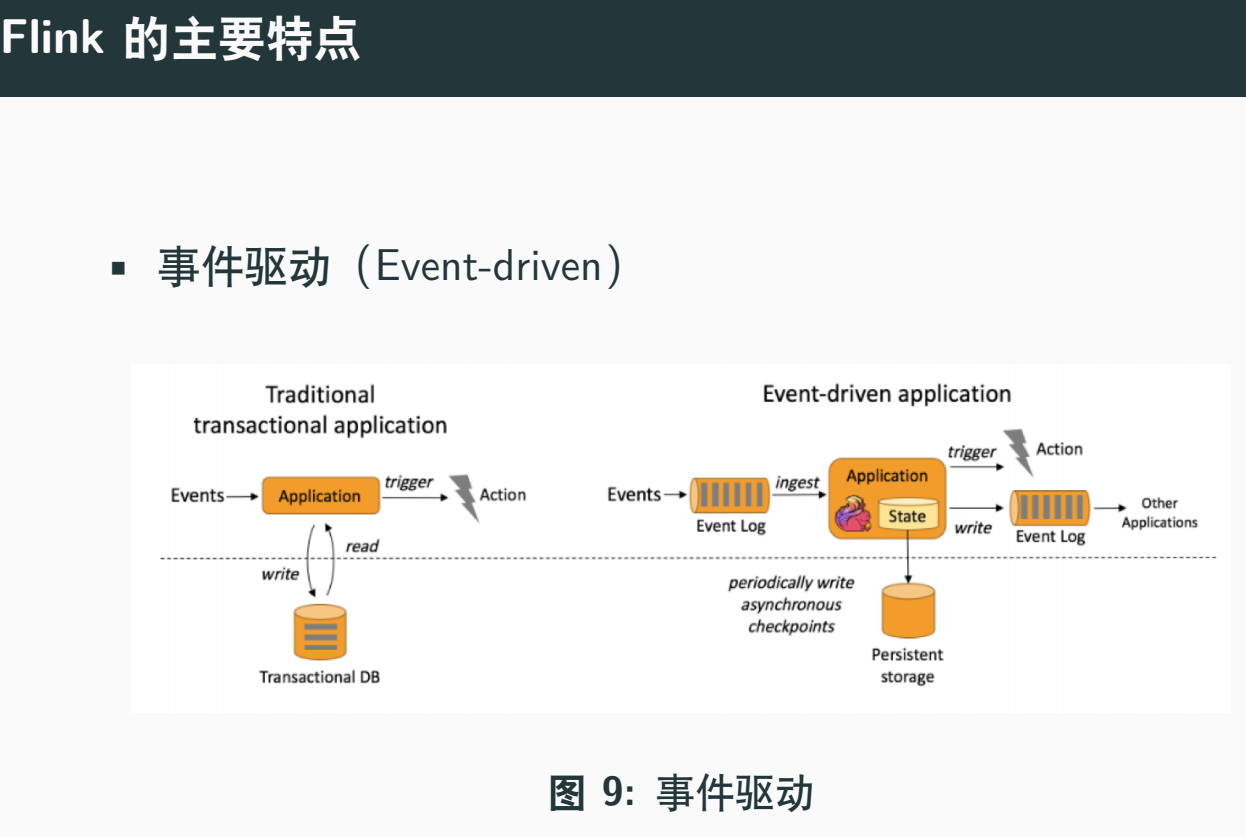 Flink 的主要特点
▪ 事件驱动（Event-driven）
Traditional
transactional application
Events
Application
trigger
Action
read
write
Transactional DB
Event-driven application
Events
Event Log
ingest
Application
State
trigger
Action
write
Event Log
Other
Applications
periodically write
asynchronous
checkpoints
Persistent
storage
图 9: 事件驱动